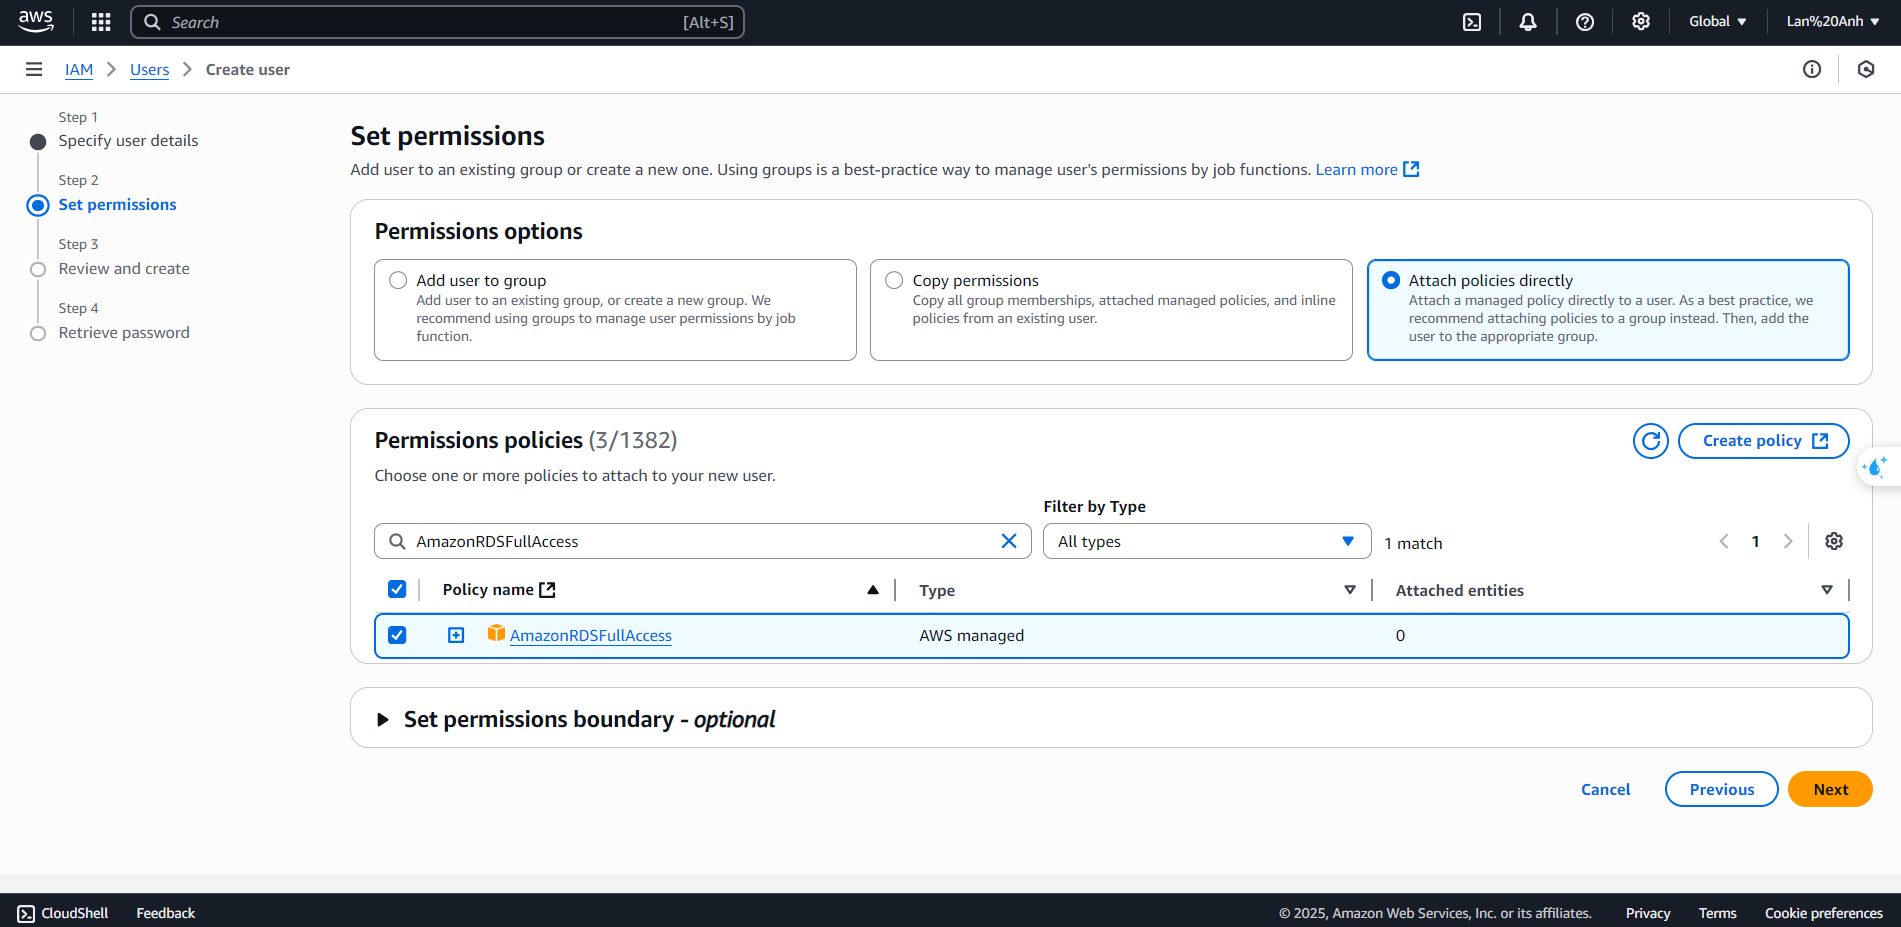 aws
Search
[Alt+S]
Global
Lan%20Anh
IAM
Users
Create user
Step 1
Specify user details
Step 2
Set permissions
Step 3
Review and create
Step 4
Retrieve password
Set permissions
Add user to an existing group or create a new one. Using groups is a best-practice way to manage user's permissions by job functions. Learn more
Permissions options
Add user to group
Add user to an existing group, or create a new group. We
recommend using groups to manage user permissions by job
function.
Copy permissions
Copy all group memberships, attached managed policies, and inline
policies from an existing user.
Attach policies directly
Attach a managed policy directly to a user. As a best practice, we
recommend attaching policies to a group instead. Then, add the
user to the appropriate group.
Permissions policies (3/1382)
Create policy
Choose one or more policies to attach to your new user.
Filter by Type
AmazonRDSFullAccess
All types
1 match
1
Policy name
Type
Attached entities
AmazonRDSFullAccess
AWS managed
0
Set permissions boundary - optional
Cancel
Previous
Next
CloudShell
Feedback
© 2025, Amazon Web Services, Inc. or its affiliates.
Privacy
Terms
Cookie preferences